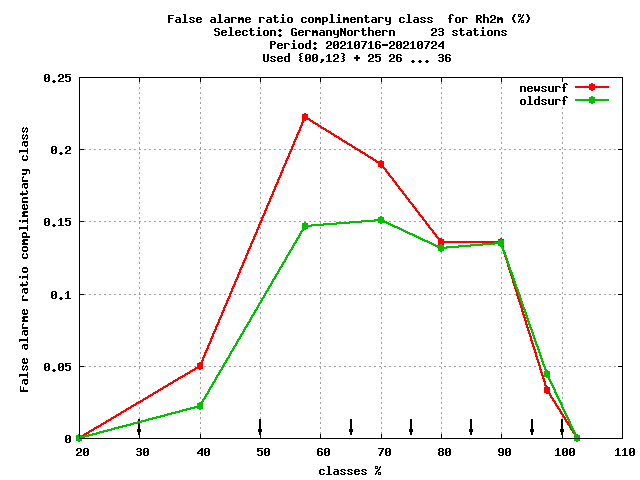 False alarme ratio complimentary class  for Rh2m (%)
Selection: GermanyNorthern     23 stations
Period: 20210716-20210724
Used {00,12} + 25 26 ... 36
newsurf
oldsurf
False alarme ratio complimentary class
0.25
0.2
0.15
0.1
0.05
0
20 30 40 50 60 70 80 90 100 110
classes %